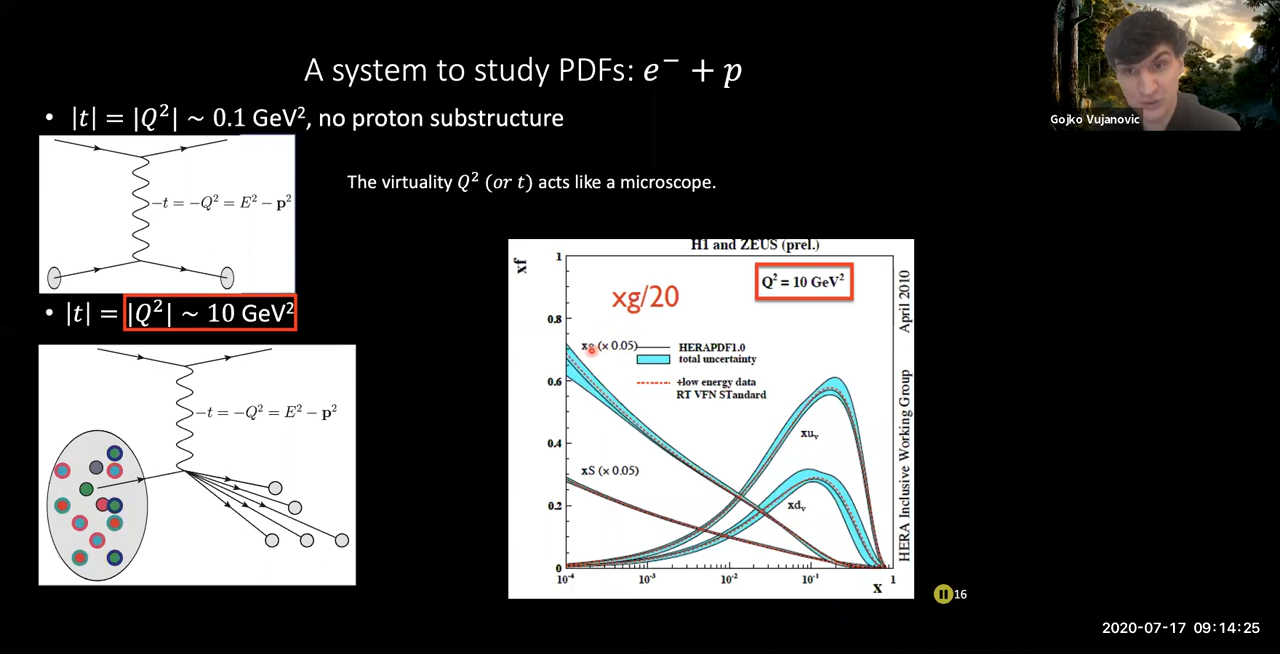 A system to study PDFs: e⁻ + p
• |t| = |Q²| ~ 0.1 GeV², no proton substructure
Gojko Vujanovic
The virtuality Q² (or t) acts like a microscope.
−t = −Q² = E² − p²
• |t| = |Q²| ~ 10 GeV²
−t = −Q² = E² − p²
H1 and ZEUS (prel.)
xf
1
0.8
0.6
0.4
0.2
0
xg/20
Q² = 10 GeV²
xg (× 0.05)
HERAPDF1.0
total uncertainty
+low energy data
RT VFN STandard
xuᵥ
xS (× 0.05)
xdᵥ
10⁻⁴ 10⁻³ 10⁻² 10⁻¹ 1
x
HERA Inclusive Working Group April 2010
16
2020-07-17 09:14:25